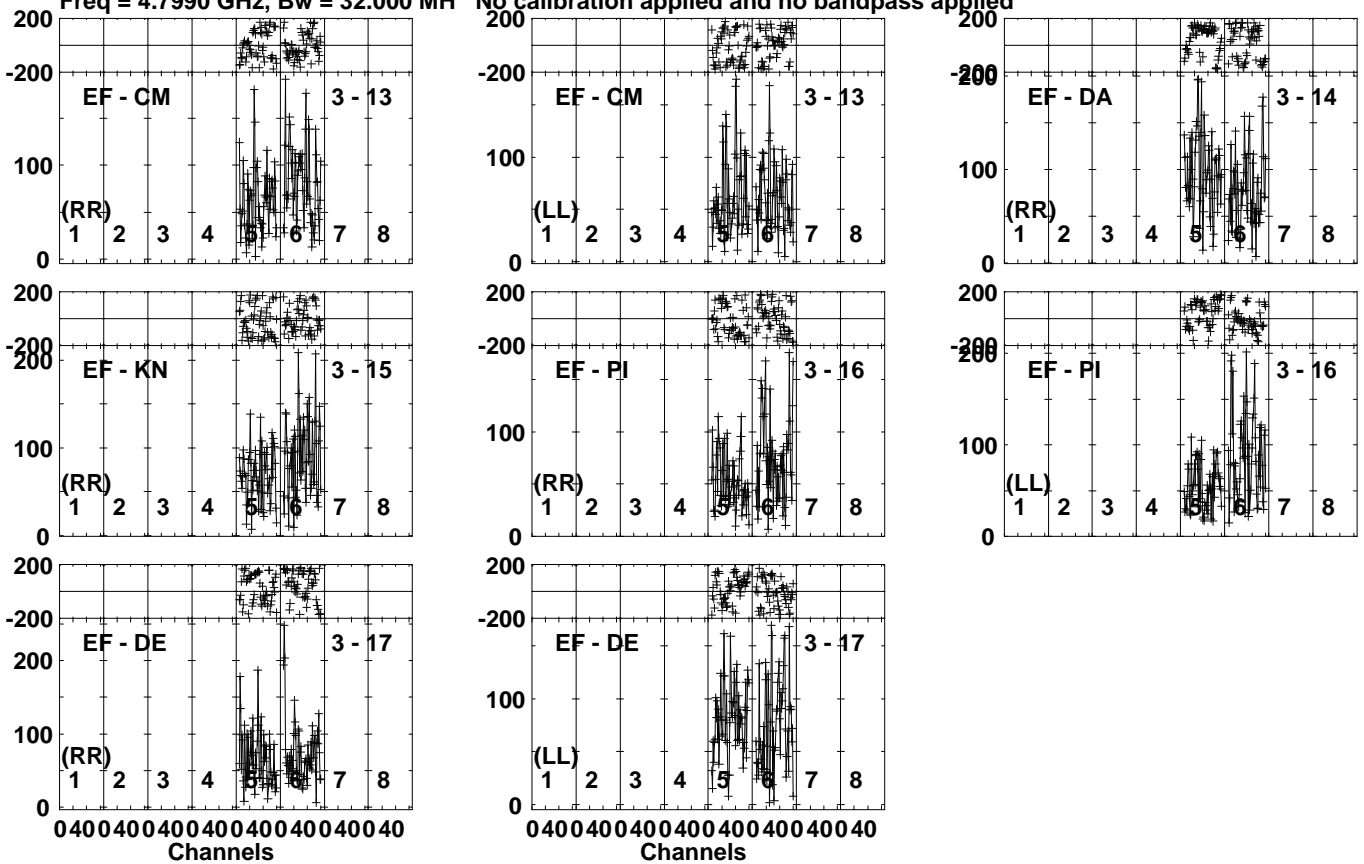 Freq = 4.7990 GHz, Bw = 32.000 MH No calibration applied and no bandpass applied
200
-200
EF - CM 3 - 13
100
(RR)
1 2 3 4 5 6 7 8
0
200
-200
EF - CM 3 - 13
100
(LL)
1 2 3 4 5 6 7 8
0
200
-200
200
EF - DA 3 - 14
100
(RR)
1 2 3 4 5 6 7 8
0
200
-200
200
EF - KN 3 - 15
100
(RR)
1 2 3 4 5 6 7 8
0
200
-200
EF - PI 3 - 16
100
(RR)
1 2 3 4 5 6 7 8
0
200
-200
200
EF - PI 3 - 16
100
(LL)
1 2 3 4 5 6 7 8
0
200
-200
EF - DE 3 - 17
200
100
(RR)
1 2 3 4 5 6 7 8
0
0 40 0 40 0 40 0 40 0 40 0 40 0 40 0 40
Channels
200
-200
EF - DE 3 - 17
100
(LL)
1 2 3 4 5 6 7 8
0
0 40 0 40 0 40 0 40 0 40 0 40 0 40 0 40
Channels